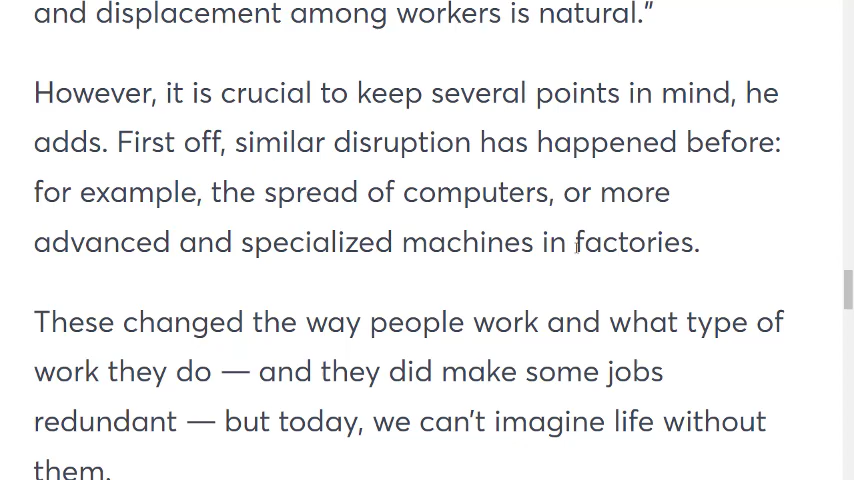 and displacement among workers is natural.”
However, it is crucial to keep several points in mind, he
adds. First off, similar disruption has happened before:
for example, the spread of computers, or more
advanced and specialized machines in factories.
These changed the way people work and what type of
work they do — and they did make some jobs
redundant — but today, we can’t imagine life without
them.